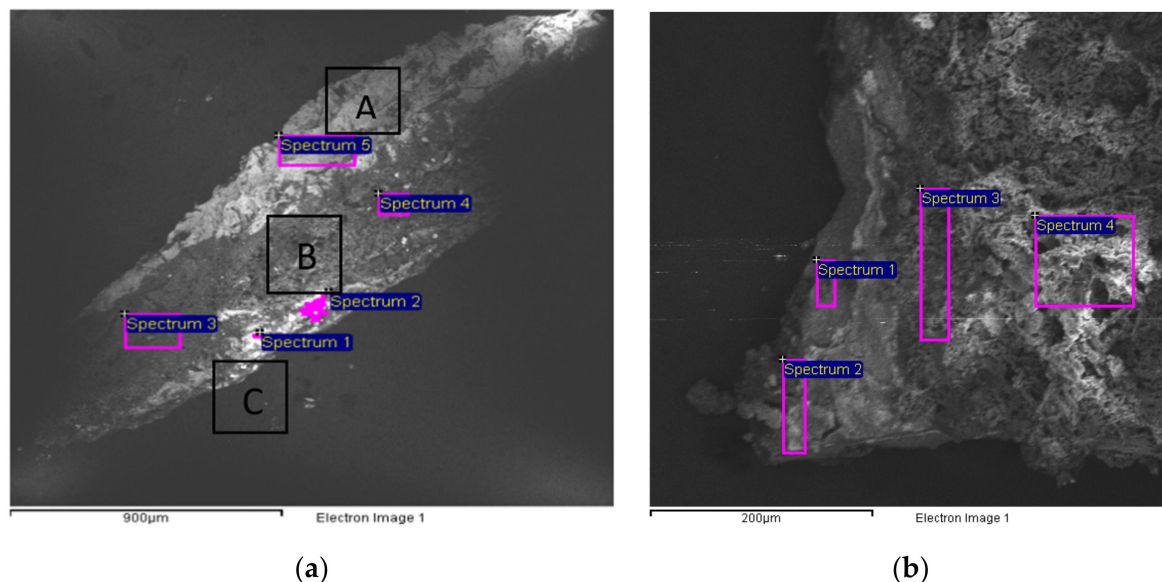 A
Spectrum 5
Spectrum 4
B
Spectrum 2
Spectrum 3
Spectrum 1
C
900µm
Electron Image 1
(a)
Spectrum 3
Spectrum 4
Spectrum 1
Spectrum 2
200µm
Electron Image 1
(b)